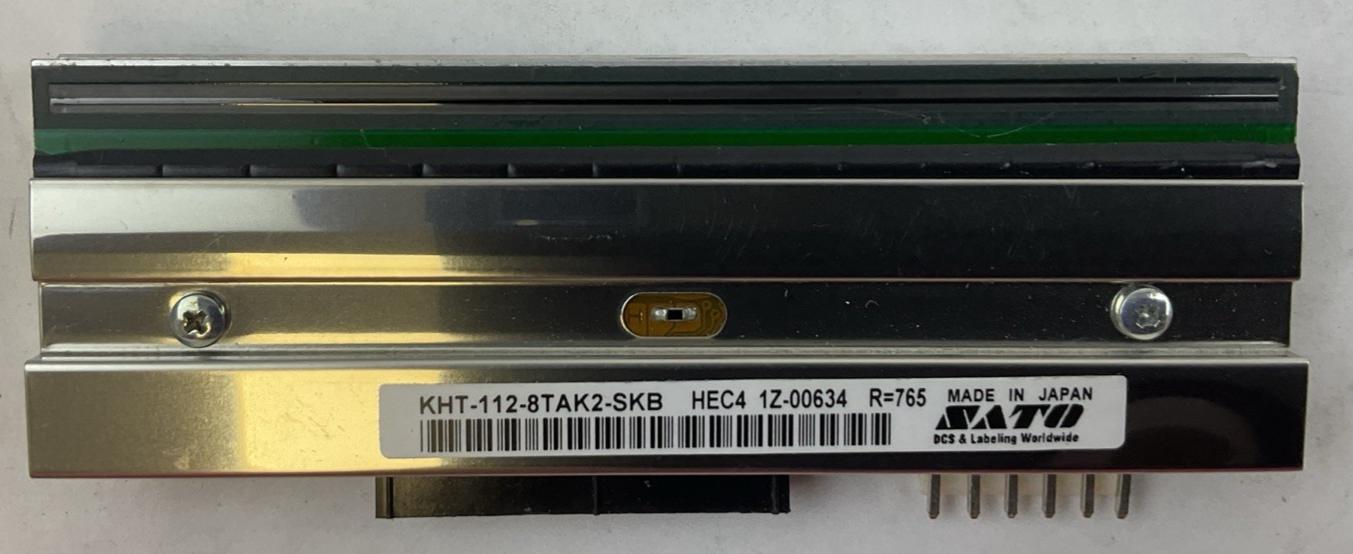 KHT-112-8TAK2-SKB HEC4 1Z-00634 R=765 MADE IN JAPAN
SATO
DCS & Labeling Worldwide